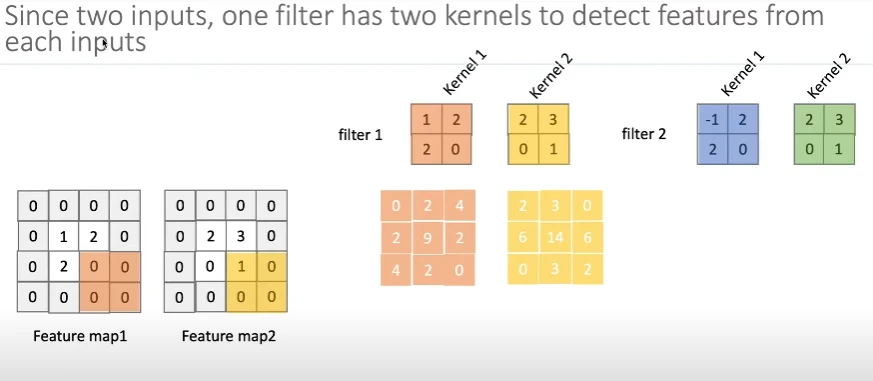 Since two inputs, one filter has two kernels to detect features from
each inputs
Kernel 1
Kernel 2
Kernel 1
Kernel 2
filter 1
1 2
2 0
2 3
0 1
filter 2
-1 2
2 0
2 3
0 1
0 0 0 0
0 1 2 0
0 2 0 0
0 0 0 0
Feature map1
0 0 0 0
0 2 3 0
0 0 1 0
0 0 0 0
Feature map2
0 2 4
2 9 2
4 2 0
2 3 0
6 14 6
0 3 2